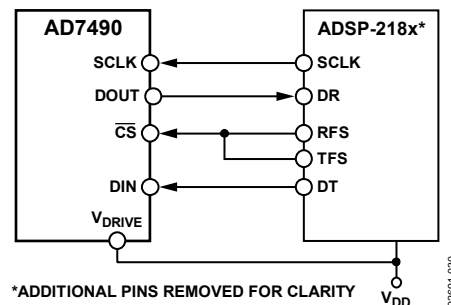 AD7490
ADSP-218x*
SCLK
SCLK
DOUT
DR
CS
RFS
TFS
DIN
DT
VDRIVE
*ADDITIONAL PINS REMOVED FOR CLARITY
VDD